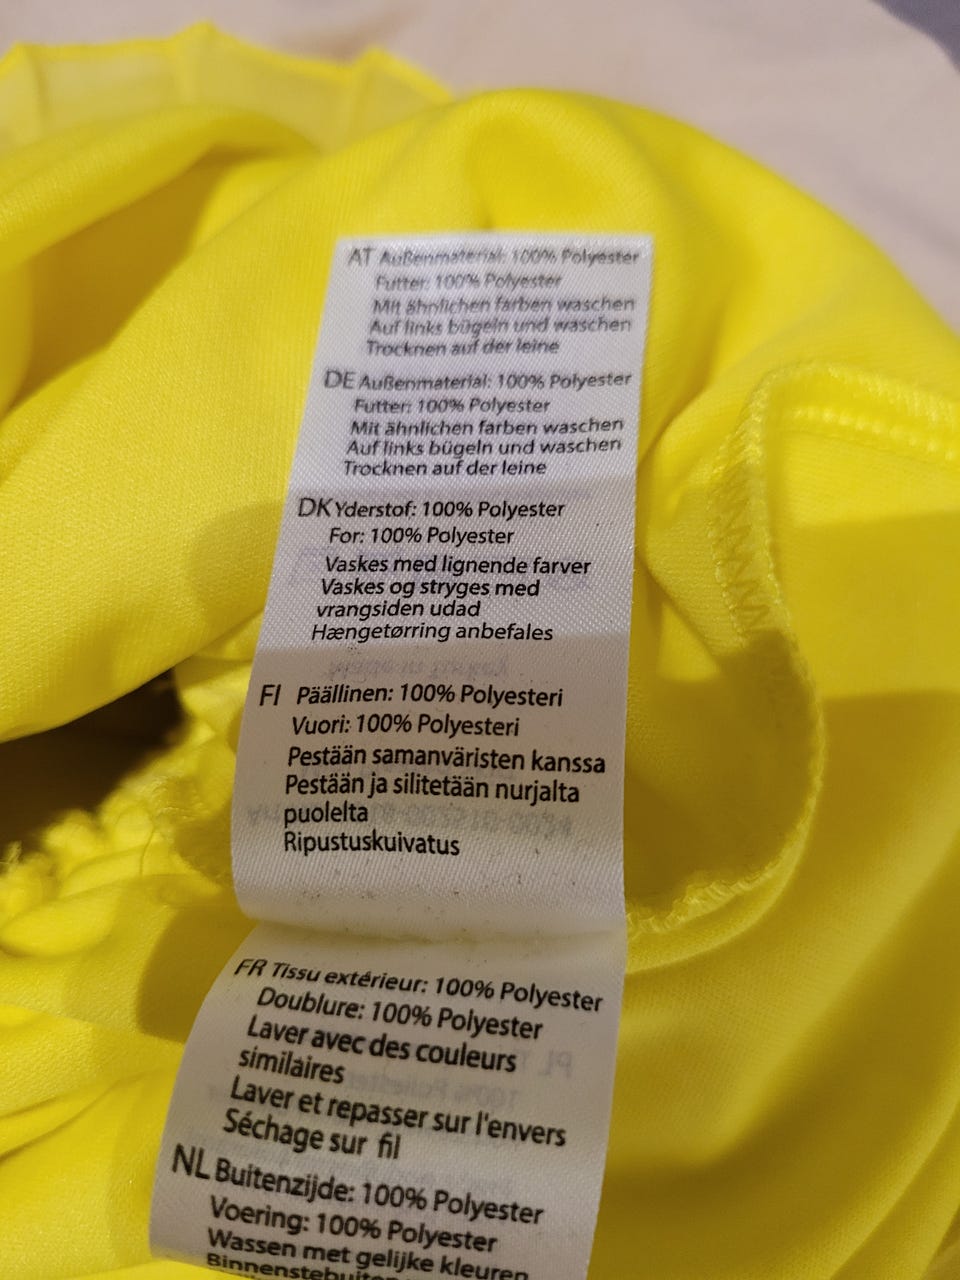 AT Außenmaterial: 100% Polyester
Futter: 100% Polyester
Mit ähnlichen farben waschen
Auf links bügeln und waschen
Trocknen auf der leine
DE Außenmaterial: 100% Polyester
Futter: 100% Polyester
Mit ähnlichen farben waschen
Auf links bügeln und waschen
Trocknen auf der leine
DK Yderstof: 100% Polyester
For: 100% Polyester
Vaskes med lignende farver
Vaskes og stryges med
vrangsiden udad
Hængetørring anbefales
FI Päällinen: 100% Polyesteri
Vuori: 100% Polyesteri
Pestään samanväristen kanssa
Pestään ja silitetään nurjalta
puolelta
Ripustuskuivatus
FR Tissu extérieur: 100% Polyester
Doublure: 100% Polyester
Laver avec des couleurs
similaires
Laver et repasser sur l'envers
Séchage sur fil
NL Buitenzijde: 100% Polyester
Voering: 100% Polyester
Wassen met gelijke kleuren